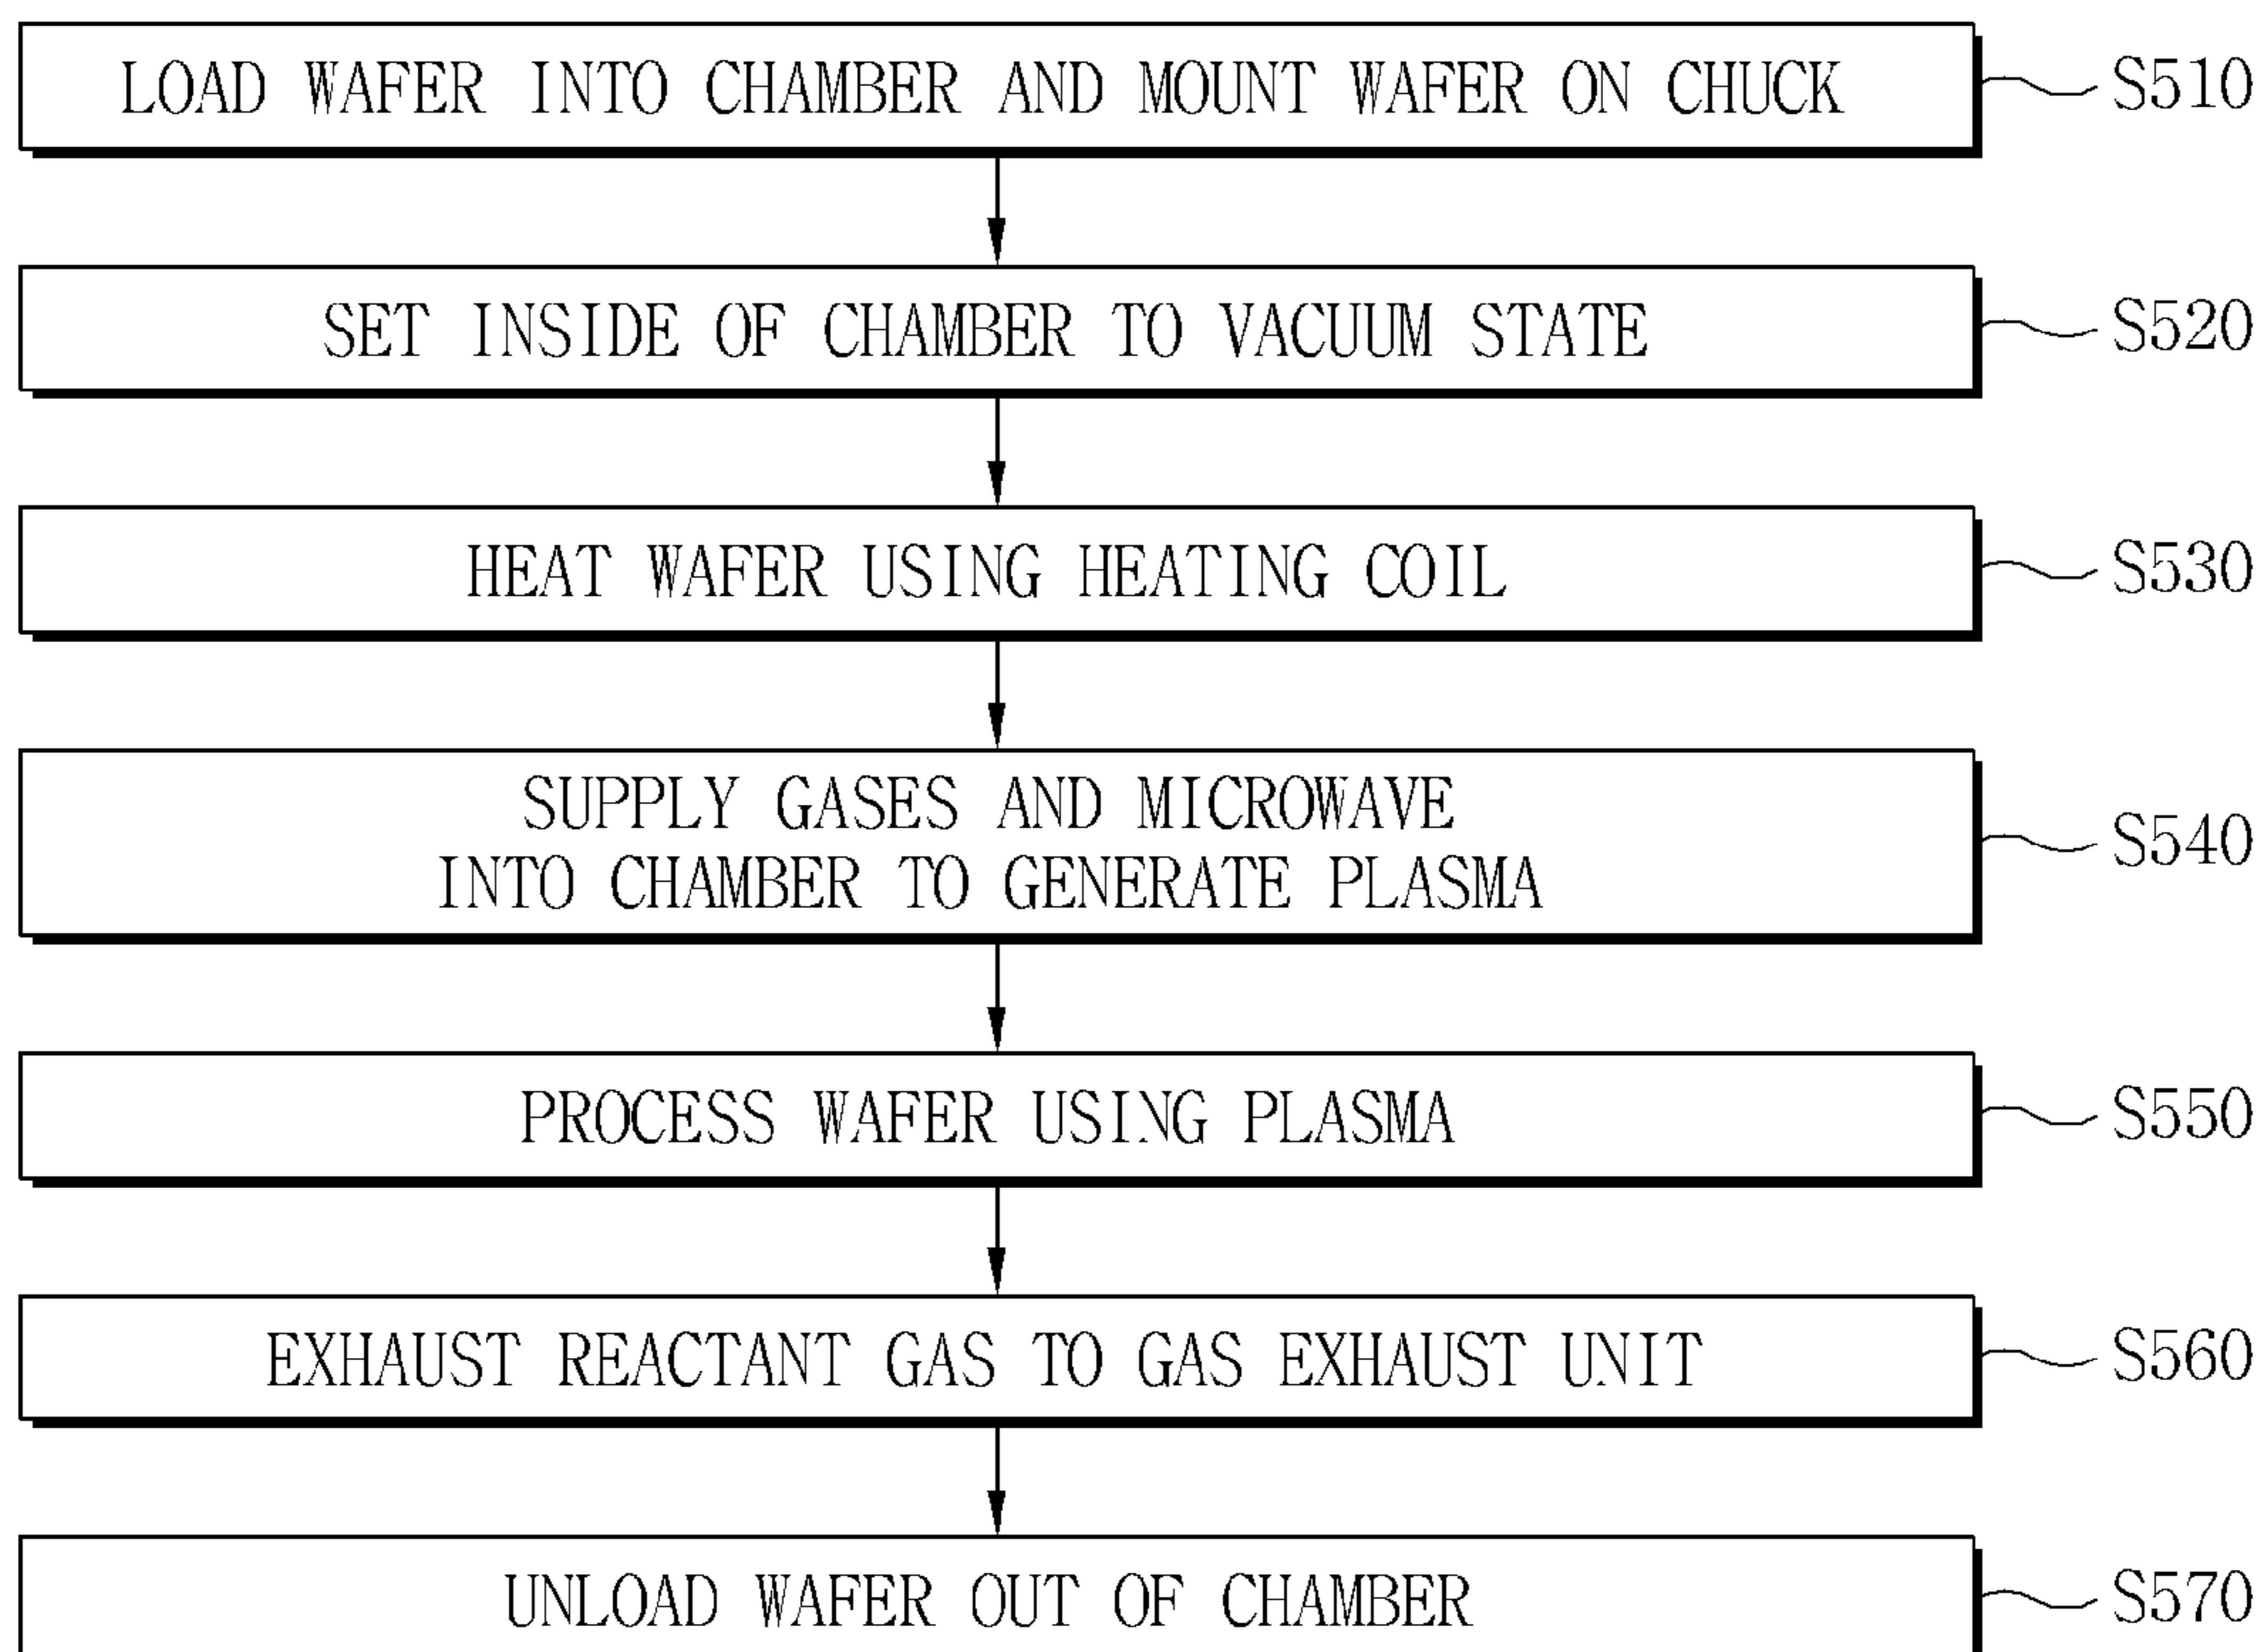 LOAD WAFER INTO CHAMBER AND MOUNT WAFER ON CHUCK
S510
SET INSIDE OF CHAMBER TO VACUUM STATE
S520
HEAT WAFER USING HEATING COIL
S530
SUPPLY GASES AND MICROWAVE
INTO CHAMBER TO GENERATE PLASMA
S540
PROCESS WAFER USING PLASMA
S550
EXHAUST REACTANT GAS TO GAS EXHAUST UNIT
S560
UNLOAD WAFER OUT OF CHAMBER
S570